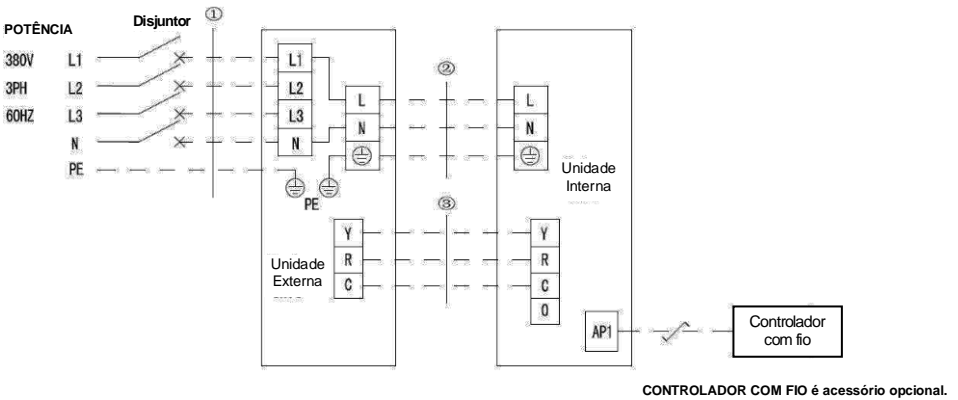 ①
POTÊNCIA
Disjuntor
380V L1
3PH L2
60HZ L3
N
PE
L1
L2
L3
N
L
N
PE
Y
R
C
Unidade
Externa
②
③
L
N
Unidade
Interna
Y
R
C
O
AP1
Controlador
com fio
CONTROLADOR COM FIO é acessório opcional.